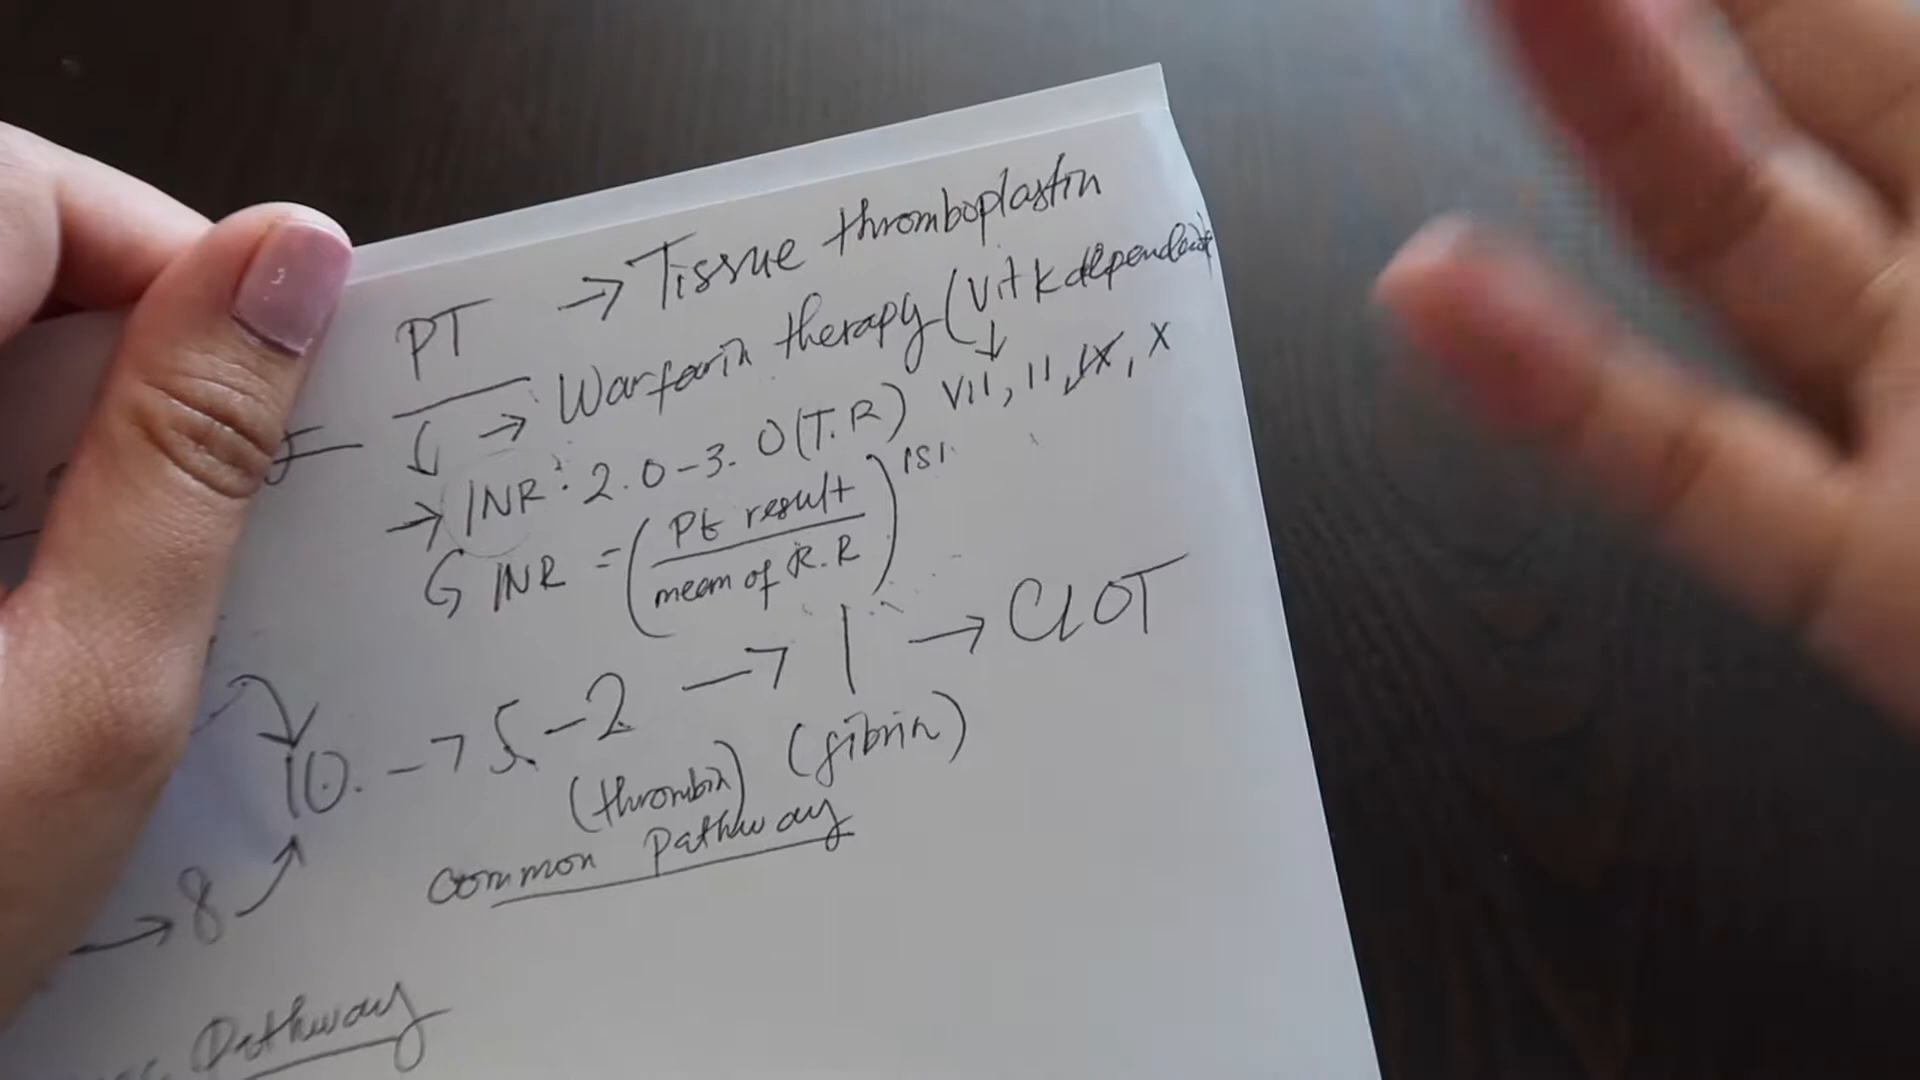 PT → Tissue thromboplastin
→ Warfarin therapy (Vit K dependent)
↓ VII, II, IX, X
→ INR: 2.0-3.0 (T.R)
INR = (Pt result / mean of R.R) ISI
10. → 5 - 2 → 1 → CLOT
(thrombin) (fibrin)
Common Pathway
→ 8
Pathway